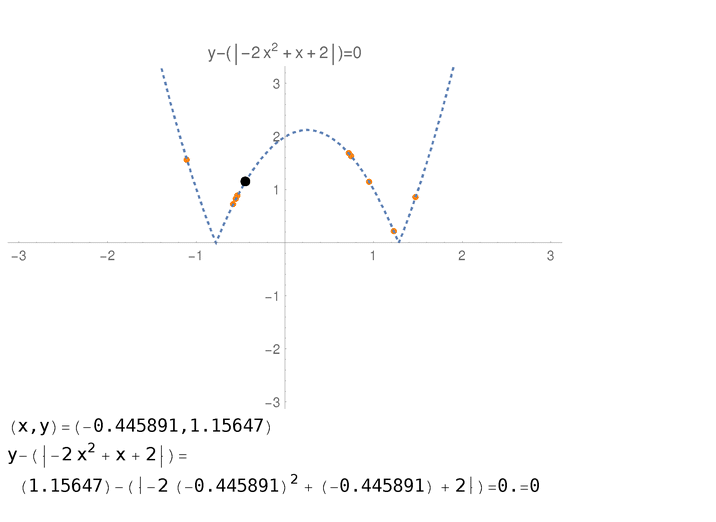 y−(|−2x²+x+2|)=0
3
2
1
−3 −2 −1 1 2 3
−1
−2
−3
(x,y)=(−0.445891,1.15647)
y−(|−2x²+x+2|)=
(1.15647)−(|−2 (−0.445891)²+(−0.445891)+2|)=0.=0